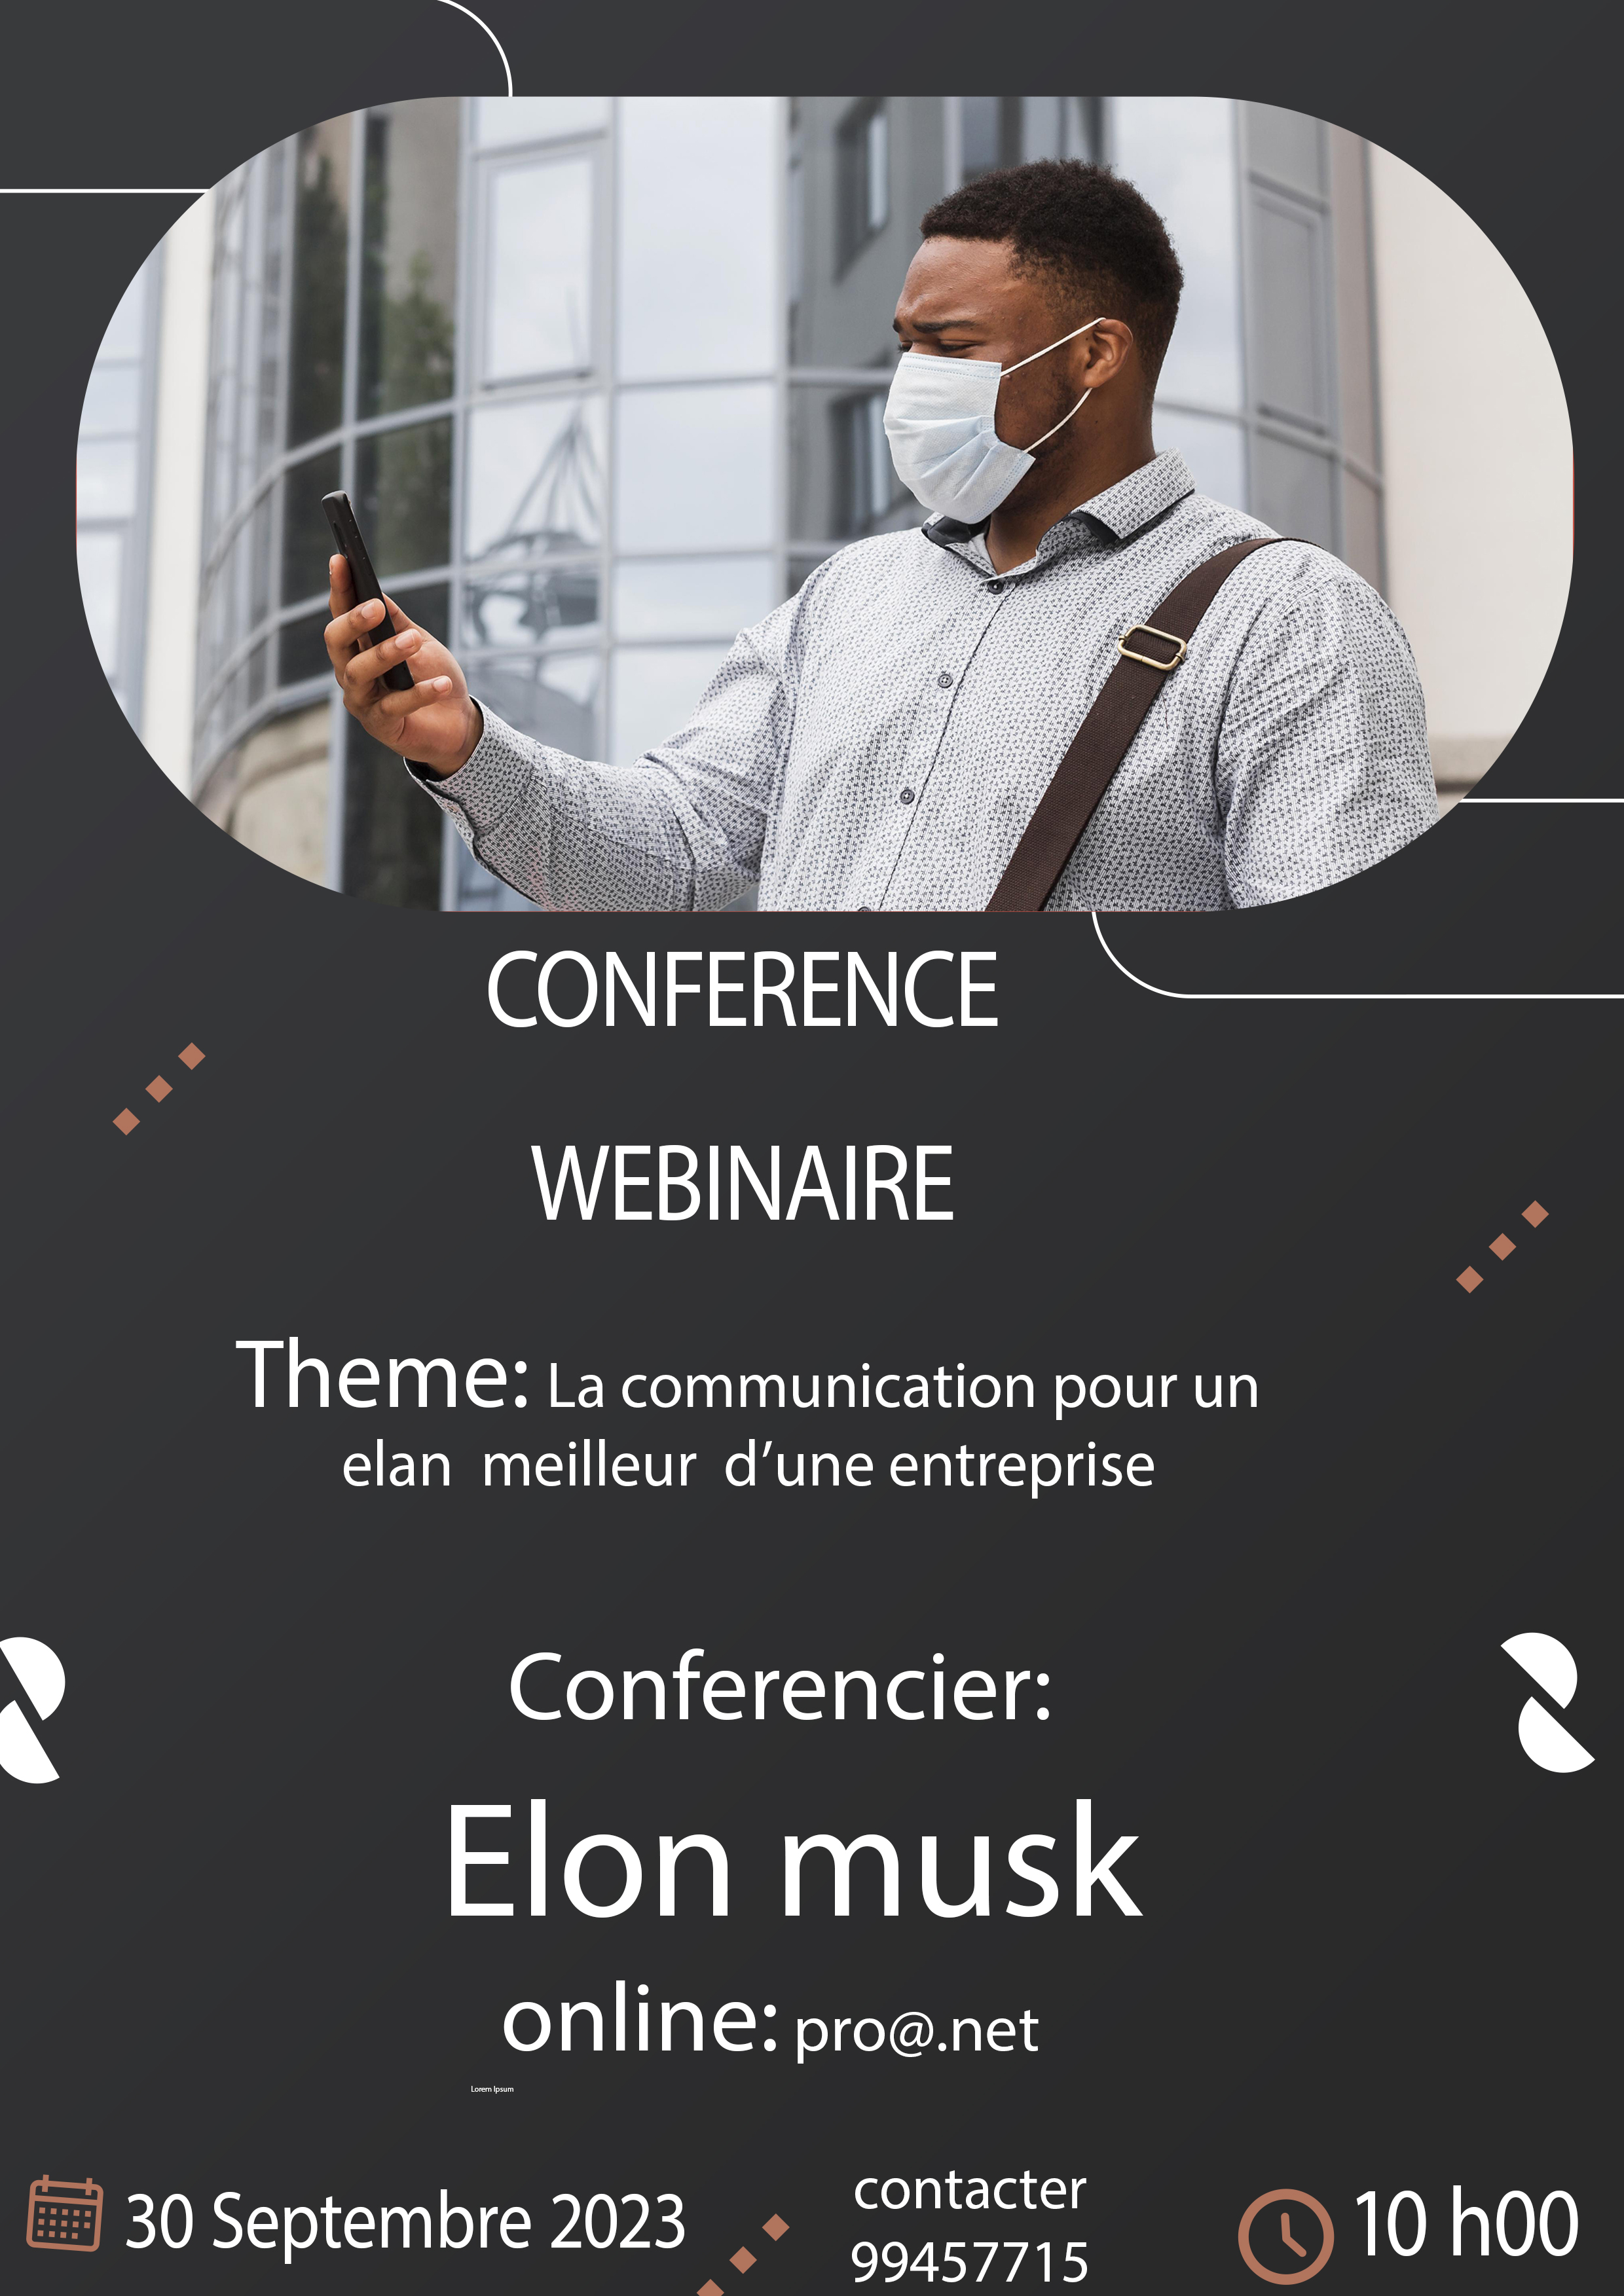 CONFERENCE
WEBINAIRE
Theme: La communication pour un
elan meilleur d’une entreprise
Conferencier:
Elon musk
online: pro@.net
Lorem Ipsum
30 Septembre 2023
contacter
99457715
10 h00